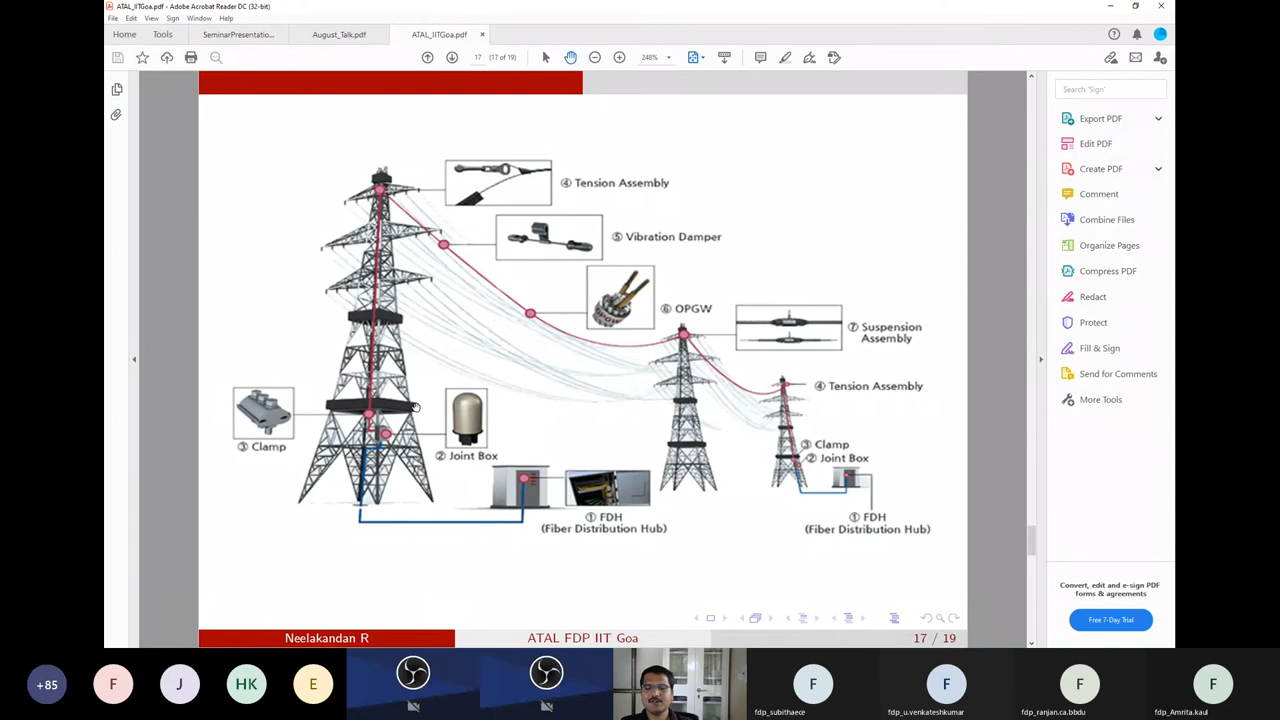 ATAL_IITGoa.pdf - Adobe Acrobat Reader DC (32-bit)
File Edit View Sign Window Help
Home Tools SeminarPresentatio... August_Talk.pdf ATAL_IITGoa.pdf ×
17 (17 of 19) 248%
Search 'Sign'
Export PDF
Edit PDF
Create PDF
Comment
Combine Files
Organize Pages
Compress PDF
Redact
Protect
Fill & Sign
Send for Comments
More Tools
Convert, edit and e-sign PDF
forms & agreements
Free 7-Day Trial
④ Tension Assembly
⑤ Vibration Damper
⑥ OPGW
⑦ Suspension
Assembly
④ Tension Assembly
③ Clamp
② Joint Box
③ Clamp
② Joint Box
① FDH
(Fiber Distribution Hub)
① FDH
(Fiber Distribution Hub)
Neelakandan R ATAL FDP IIT Goa 17 / 19
+85 F J HK E F F F F
fdp_subithaece fdp_u.venkateshkumar fdp_ranjan.ca.bbdu fdp_Amrita.kaul